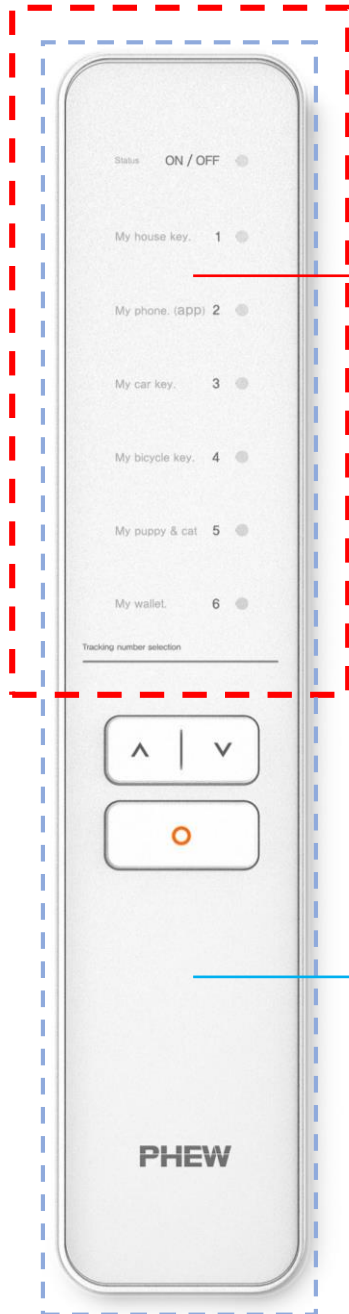 Status ON / OFF
My house key. 1
My phone. (app) 2
My car key. 3
My bicycle key. 4
My puppy & cat 5
My wallet. 6
Tracking number selection
PHEW